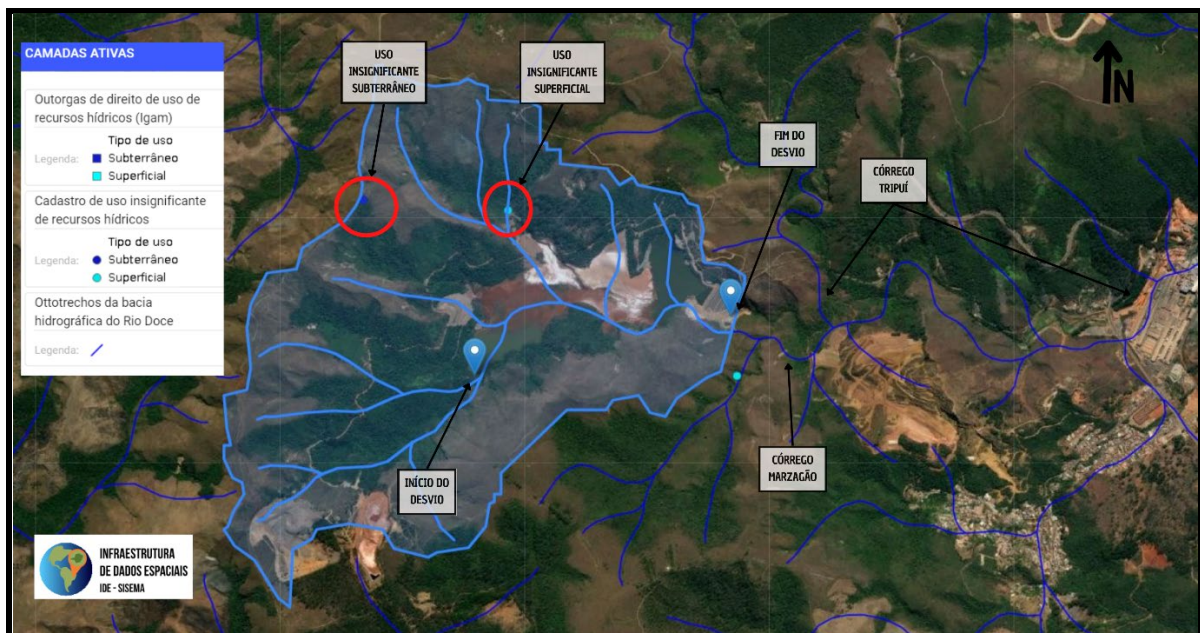 CAMADAS ATIVAS
Outorgas de direito de uso de
recursos hídricos (Igam)
Tipo de uso
Legenda:
Subterrâneo
Superficial
Cadastro de uso insignificante
de recursos hídricos
Tipo de uso
Legenda:
Subterrâneo
Superficial
Ottotrechos da bacia
hidrográfica do Rio Doce
Legenda:
USO
INSIGNIFICANTE
SUBTERRÂNEO
USO
INSIGNIFICANTE
SUPERFICIAL
N
FIM DO
DESVIO
CÓRREGO
TRIPUÍ
INÍCIO DO
DESVIO
CÓRREGO
MARZAGÃO
INFRAESTRUTURA
DE DADOS ESPACIAIS
IDE - SISEMA